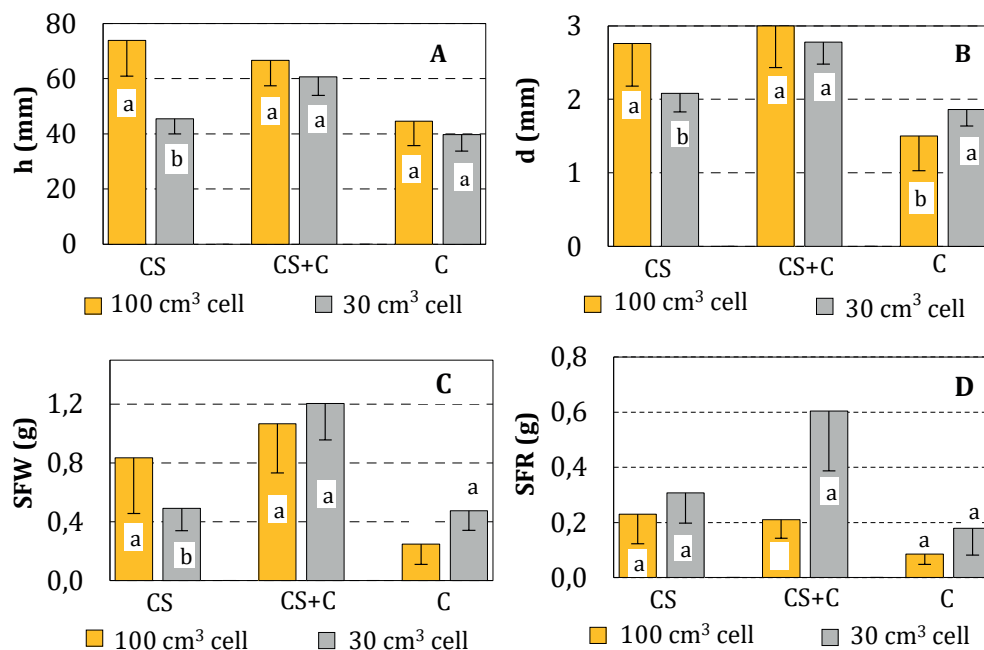 A
h (mm)
80
60
40
20
0
a
b
a
a
a
a
CS
CS+C
C
100 cm³ cell
30 cm³ cell
B
d (mm)
3
2
1
0
a
b
a
a
b
a
CS
CS+C
C
100 cm³ cell
30 cm³ cell
C
SFW (g)
1,2
0,8
0,4
0,0
a
b
a
a
a
CS
CS+C
C
100 cm³ cell
30 cm³ cell
D
SFR (g)
0,8
0,6
0,4
0,2
0,0
a
a
a
a
a
CS
CS+C
C
100 cm³ cell
30 cm³ cell